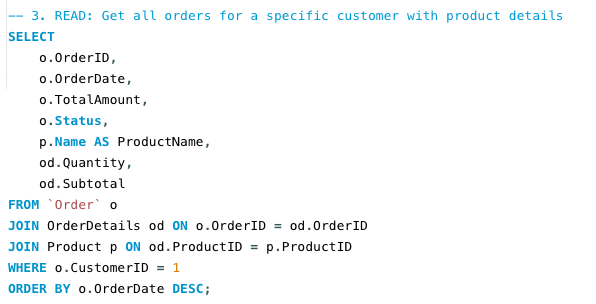 -- 3. READ: Get all orders for a specific customer with product details
SELECT
    o.OrderID,
    o.OrderDate,
    o.TotalAmount,
    o.Status,
    p.Name AS ProductName,
    od.Quantity,
    od.Subtotal
FROM `Order` o
JOIN OrderDetails od ON o.OrderID = od.OrderID
JOIN Product p ON od.ProductID = p.ProductID
WHERE o.CustomerID = 1
ORDER BY o.OrderDate DESC;